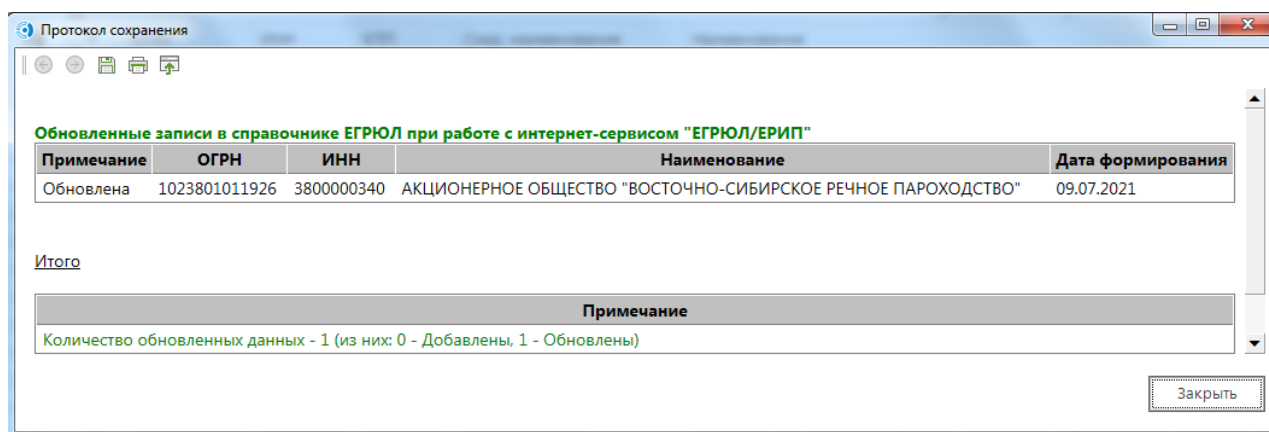 Протокол сохранения
Обновленные записи в справочнике ЕГРЮЛ при работе с интернет-сервисом "ЕГРЮЛ/ЕРИП"
Примечание ОГРН ИНН Наименование Дата формирования
Обновлена 1023801011926 3800000340 АКЦИОНЕРНОЕ ОБЩЕСТВО "ВОСТОЧНО-СИБИРСКОЕ РЕЧНОЕ ПАРОХОДСТВО" 09.07.2021
Итого
Примечание
Количество обновленных данных - 1 (из них: 0 - Добавлены, 1 - Обновлены)
Закрыть